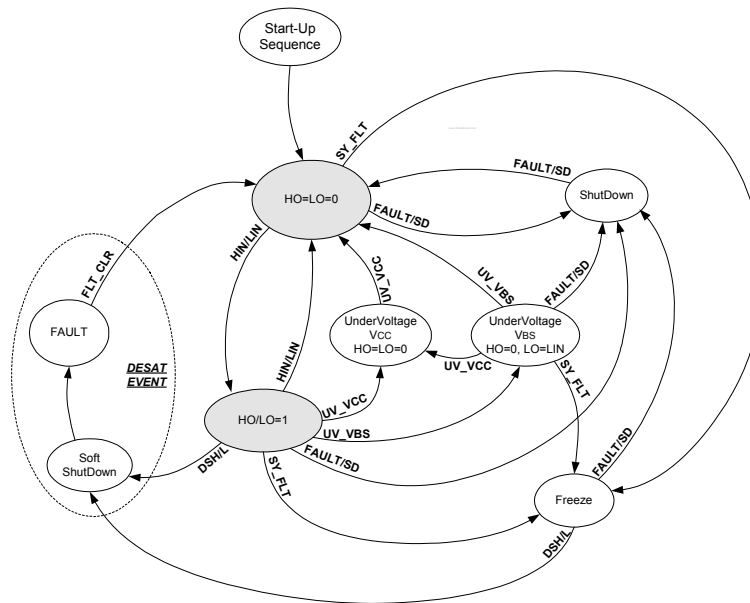 Start-Up
Sequence
SY_FLT
FAULT/SD
ShutDown
HO=LO=0
FAULT/SD
HIN/LIN
FLT_CLR
UV_VCC
UV_VBS
FAULT/SD
FAULT
UnderVoltage
VCC
HO=LO=0
UnderVoltage
VBS
HO=0, LO=LIN
DESAT
EVENT
HIN/LIN
UV_VCC
SY_FLT
HO/LO=1
UV_VCC
UV_VBS
Soft
ShutDown
DSH/L
SY_FLT
FAULT/SD
FAULT/SD
Freeze
DSH/L